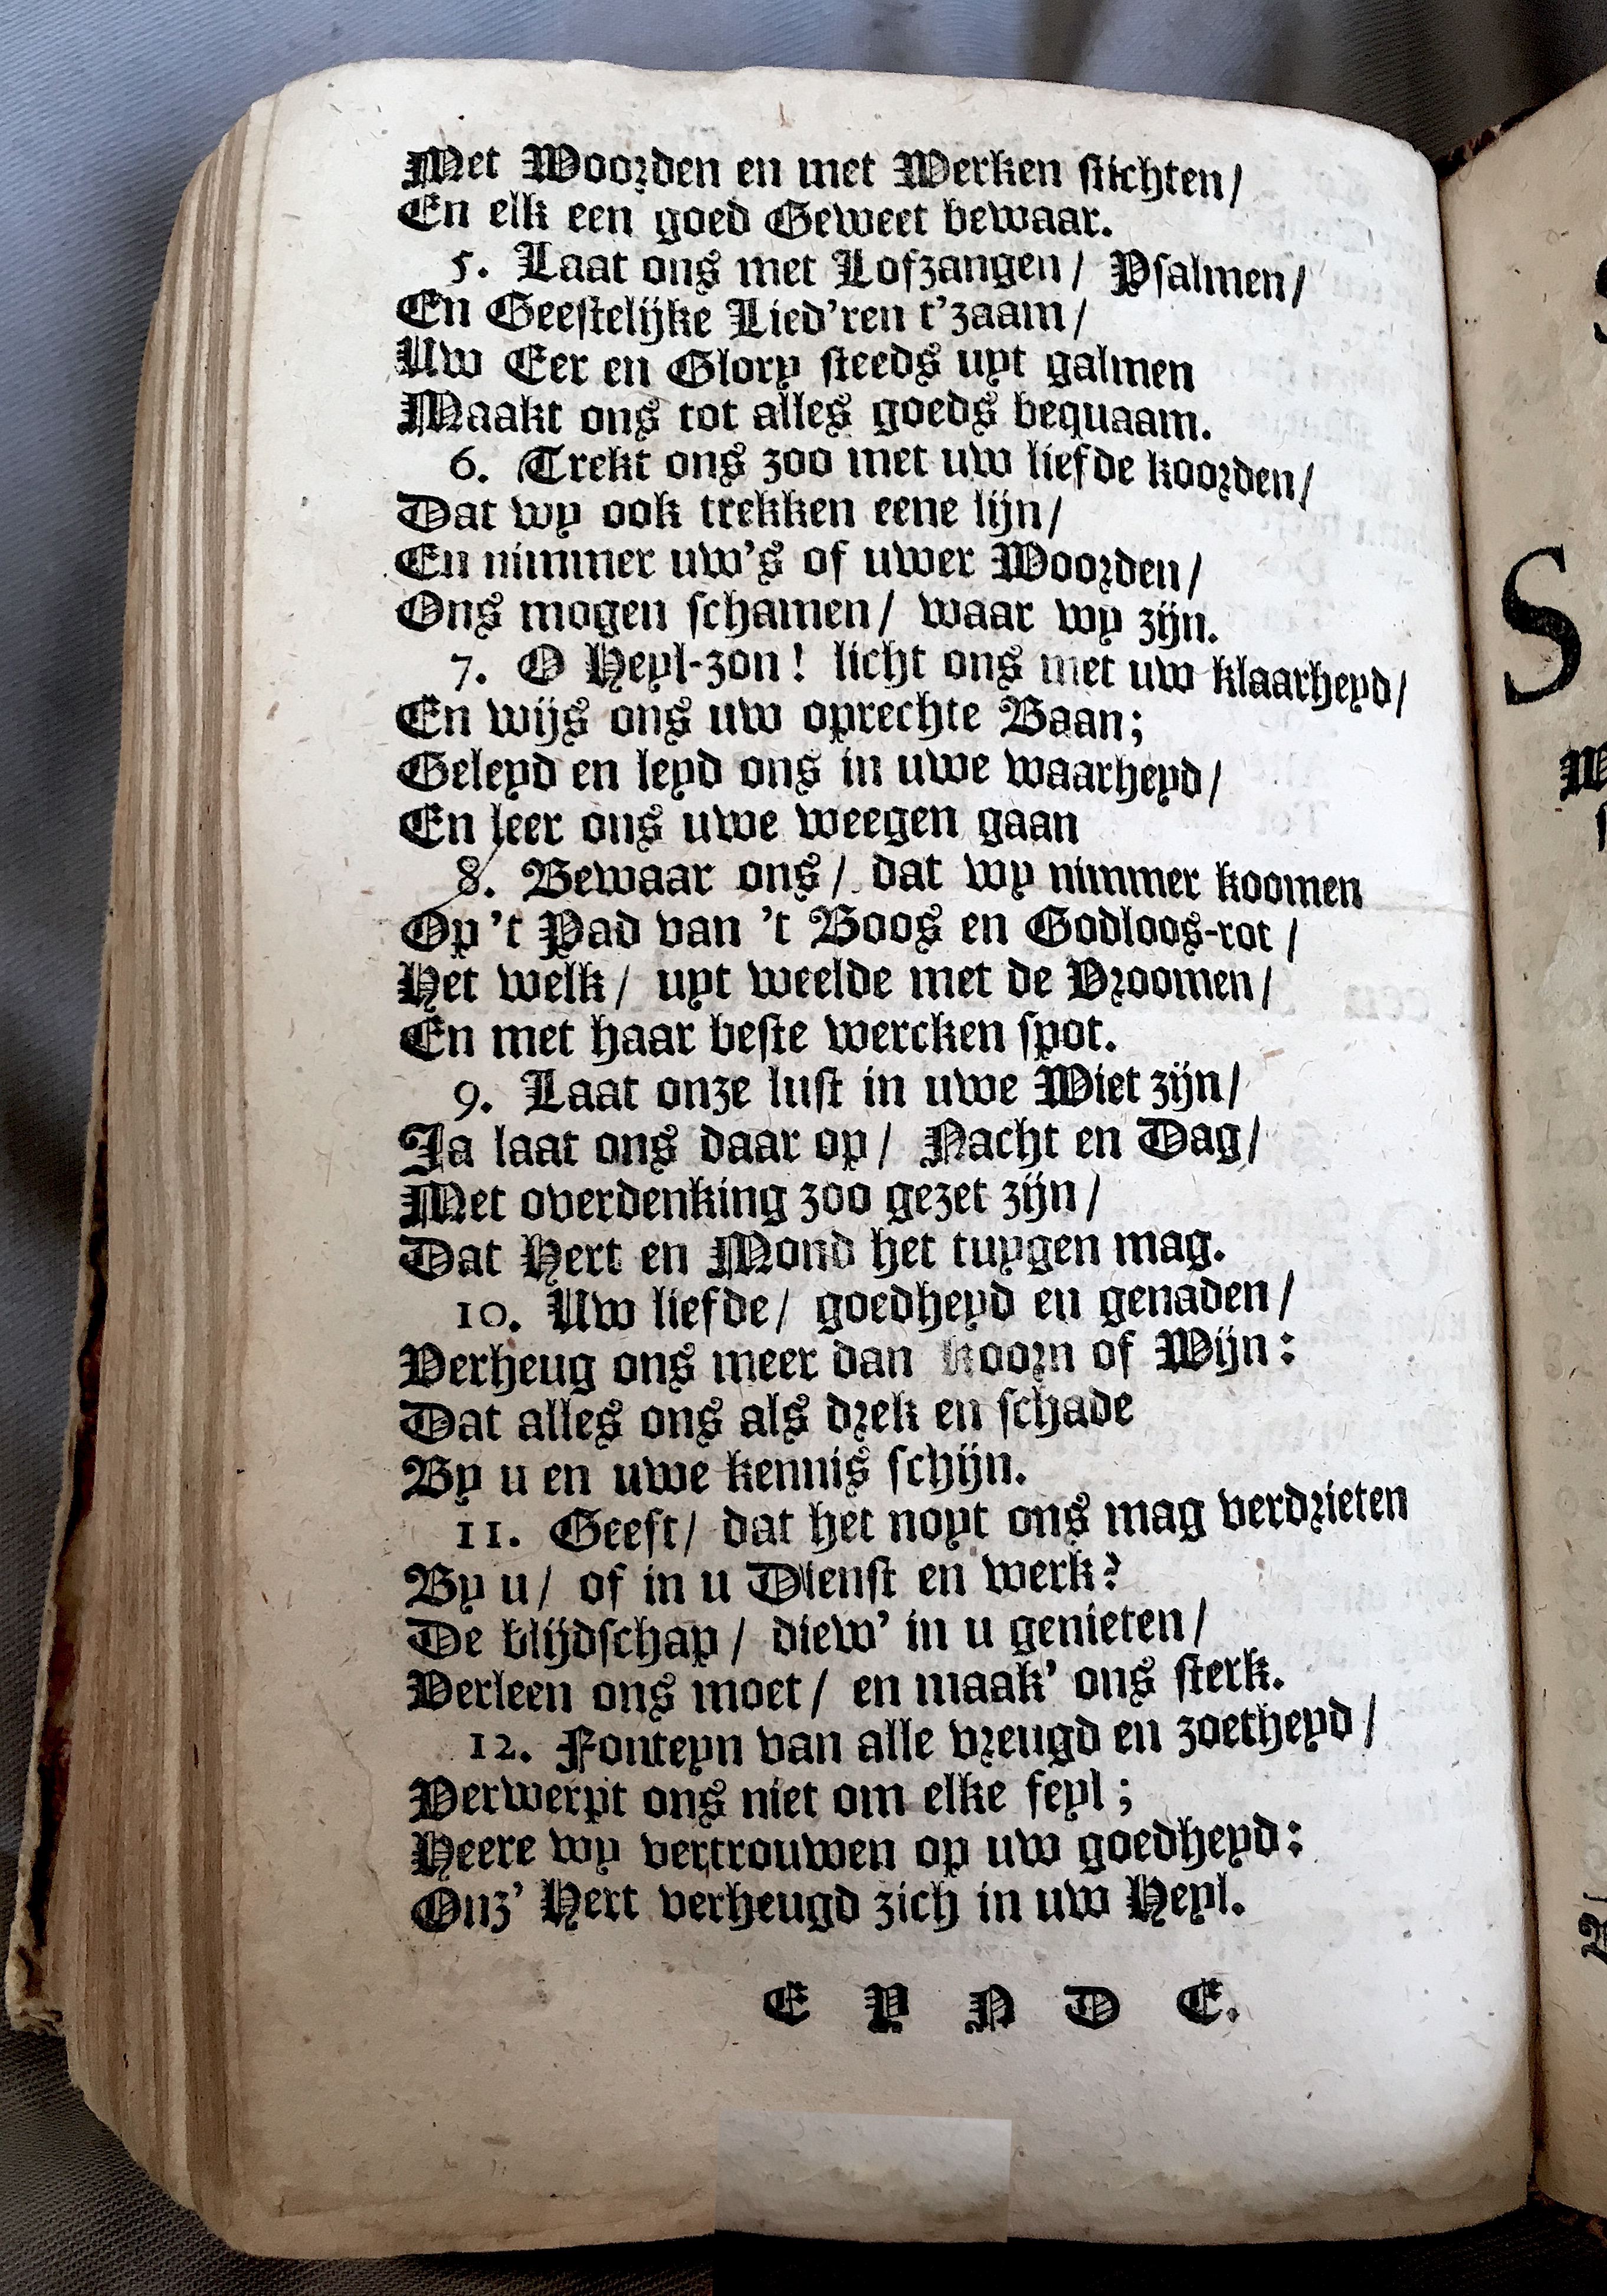 Met Woorden en met Werken stichten/
En elk een goed Geweet bewaar.
5. Laat ons met Lofzangen/ Psalmen/
En Geestelijke Lied'ren t'zaam/
Uw Eer en Glory steeds uyt galmen
Maakt ons tot alles goeds bequaam.
6. Trekt ons zoo met uw liefde koorden/
Dat wy ook trekken eene lijn/
En nimmer uw's of uwer Woorden/
Ons mogen schamen/ waar wy zijn.
7. O Heyl-zon! licht ons met uw klaarheyd/
En wijs ons uw oprechte Baan;
Geleyd en leyd ons in uwe waarheyd/
En leer ons uwe weegen gaan
8. Bewaar ons/ dat wy nimmer koomen
Op 't Pad van 't Boos en Godloos-rot/
Het welk/ uyt weelde met de Vroomen/
En met haar beste wercken spot.
9. Laat onze lust in uwe Wiet zijn/
Ja laat ons daar op/ Nacht en Dag/
Met overdenking zoo gezet zijn/
Dat Hert en Mond het tuygen mag.
10. Uw liefde/ goedheyd en genaden/
Verheug ons meer dan koorn of Wijn:
Dat alles ons als drek en schade
By u en uwe kennis schijn.
11. Geeft/ dat het noyt ons mag verdrieten
By u/ of in u Dienst en werk?
De blijdschap/ diew' in u genieten/
Verleen ons moet/ en maak' ons sterk.
12. Fonteyn van alle vreugd en zoetheyd/
Verwerpt ons niet om elke feyl;
Heere wy vertrouwen op uw goedheyd:
Onz' Hert verheugd zich in uw Heyl.
E Y N D E.
S